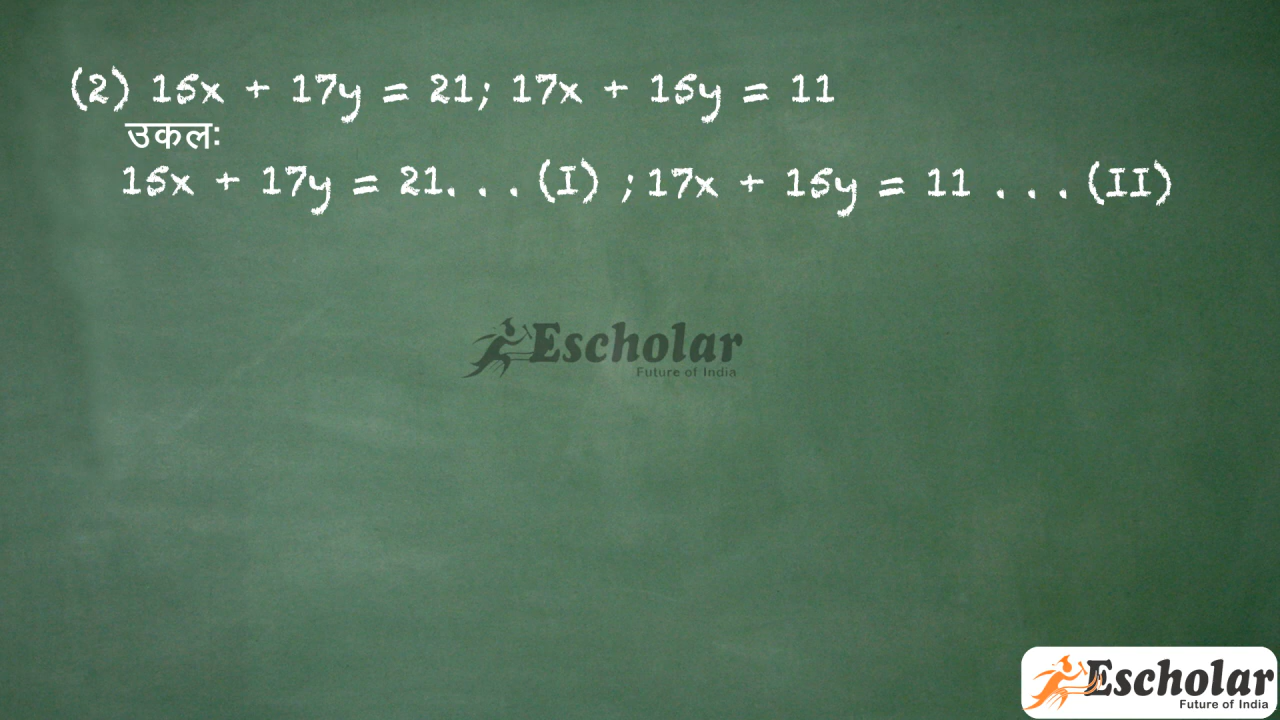 (2) 15x + 17y = 21; 17x + 15y = 11
उकलः
15x + 17y = 21. . . (I) ; 17x + 15y = 11 . . . (II)
Escholar
Future of India
Escholar
Future of India